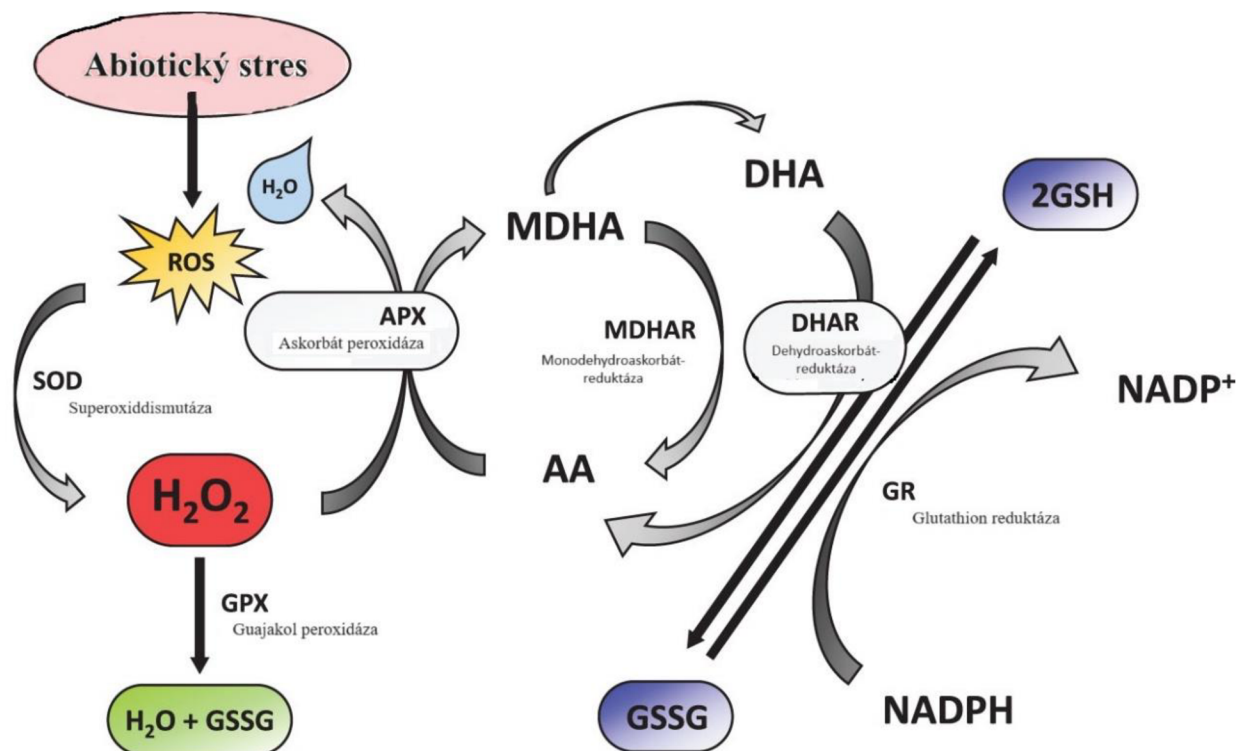 Abiotický stres
H₂O
ROS
DHA
2GSH
MDHA
APX
Askorbát peroxidáza
MDHAR
Monodehydroaskorbát-
reduktáza
DHAR
Dehydroaskorbát-
reduktáza
NADP⁺
SOD
Superoxiddismutáza
H₂O₂
AA
GR
Glutathion reduktáza
GPX
Guajakol peroxidáza
H₂O + GSSG
GSSG
NADPH